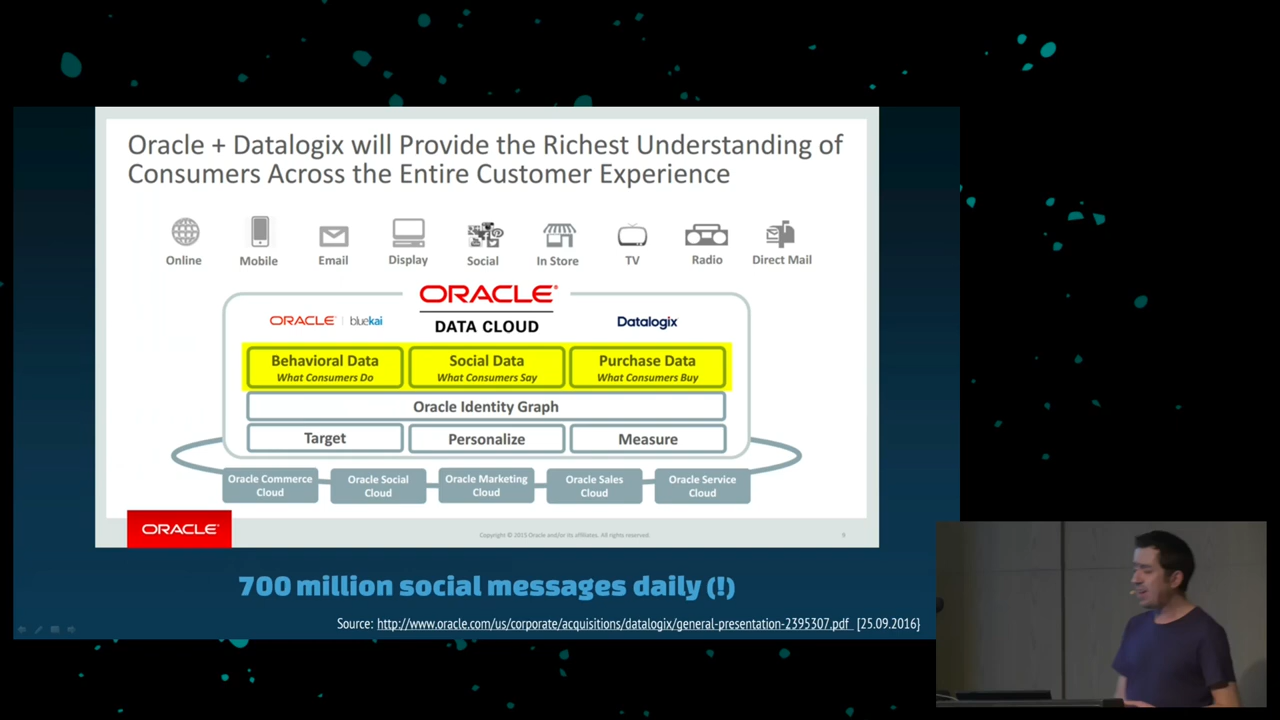 Oracle + Datalogix will Provide the Richest Understanding of
Consumers Across the Entire Customer Experience
Online Mobile Email Display Social In Store TV Radio Direct Mail
ORACLE®
ORACLE® | bluekai
DATA CLOUD
Datalogix
Behavioral Data Social Data Purchase Data
What Consumers Do What Consumers Say What Consumers Buy
Oracle Identity Graph
Target Personalize Measure
Oracle Commerce Oracle Social Oracle Marketing Oracle Sales Oracle Service
Cloud Cloud Cloud Cloud Cloud
ORACLE®
Copyright © 2015 Oracle and/or its affiliates. All rights reserved.
9
700 million social messages daily (!)
Source: http://www.oracle.com/us/corporate/acquisitions/datalogix/general-presentation-2395307.pdf [25.09.2016}